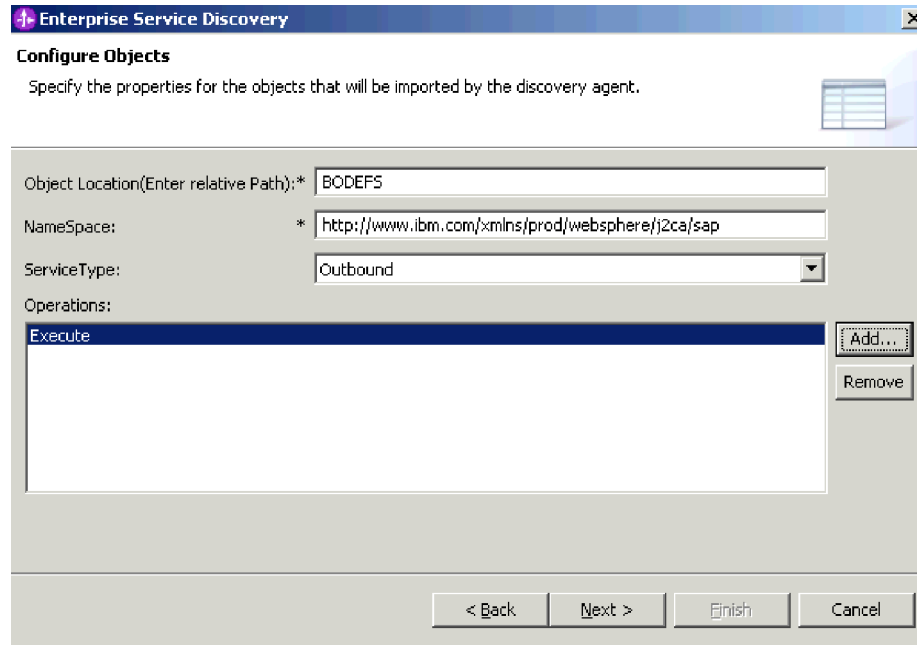 Enterprise Service Discovery
Configure Objects
Specify the properties for the objects that will be imported by the discovery agent.
Object Location(Enter relative Path):* BODEFS
NameSpace: * http://www.ibm.com/xmlns/prod/websphere/j2ca/sap
ServiceType: Outbound
Operations:
Execute
Add...
Remove
< Back Next > Finish Cancel